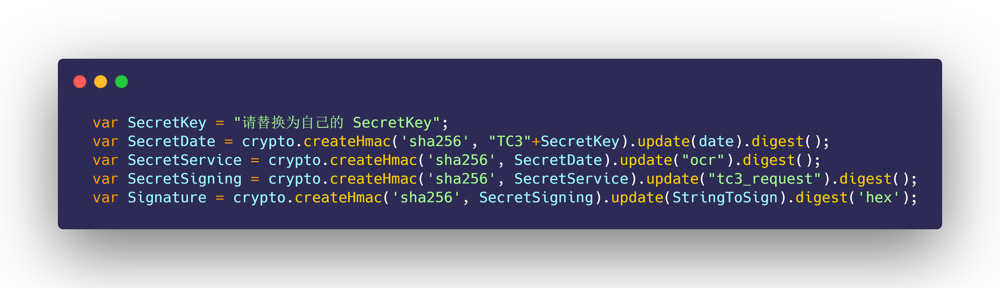 var SecretKey = "请替换为自己的 SecretKey";
var SecretDate = crypto.createHmac('sha256', "TC3"+SecretKey).update(date).digest();
var SecretService = crypto.createHmac('sha256', SecretDate).update("ocr").digest();
var SecretSigning = crypto.createHmac('sha256', SecretService).update("tc3_request").digest();
var Signature = crypto.createHmac('sha256', SecretSigning).update(StringToSign).digest('hex');